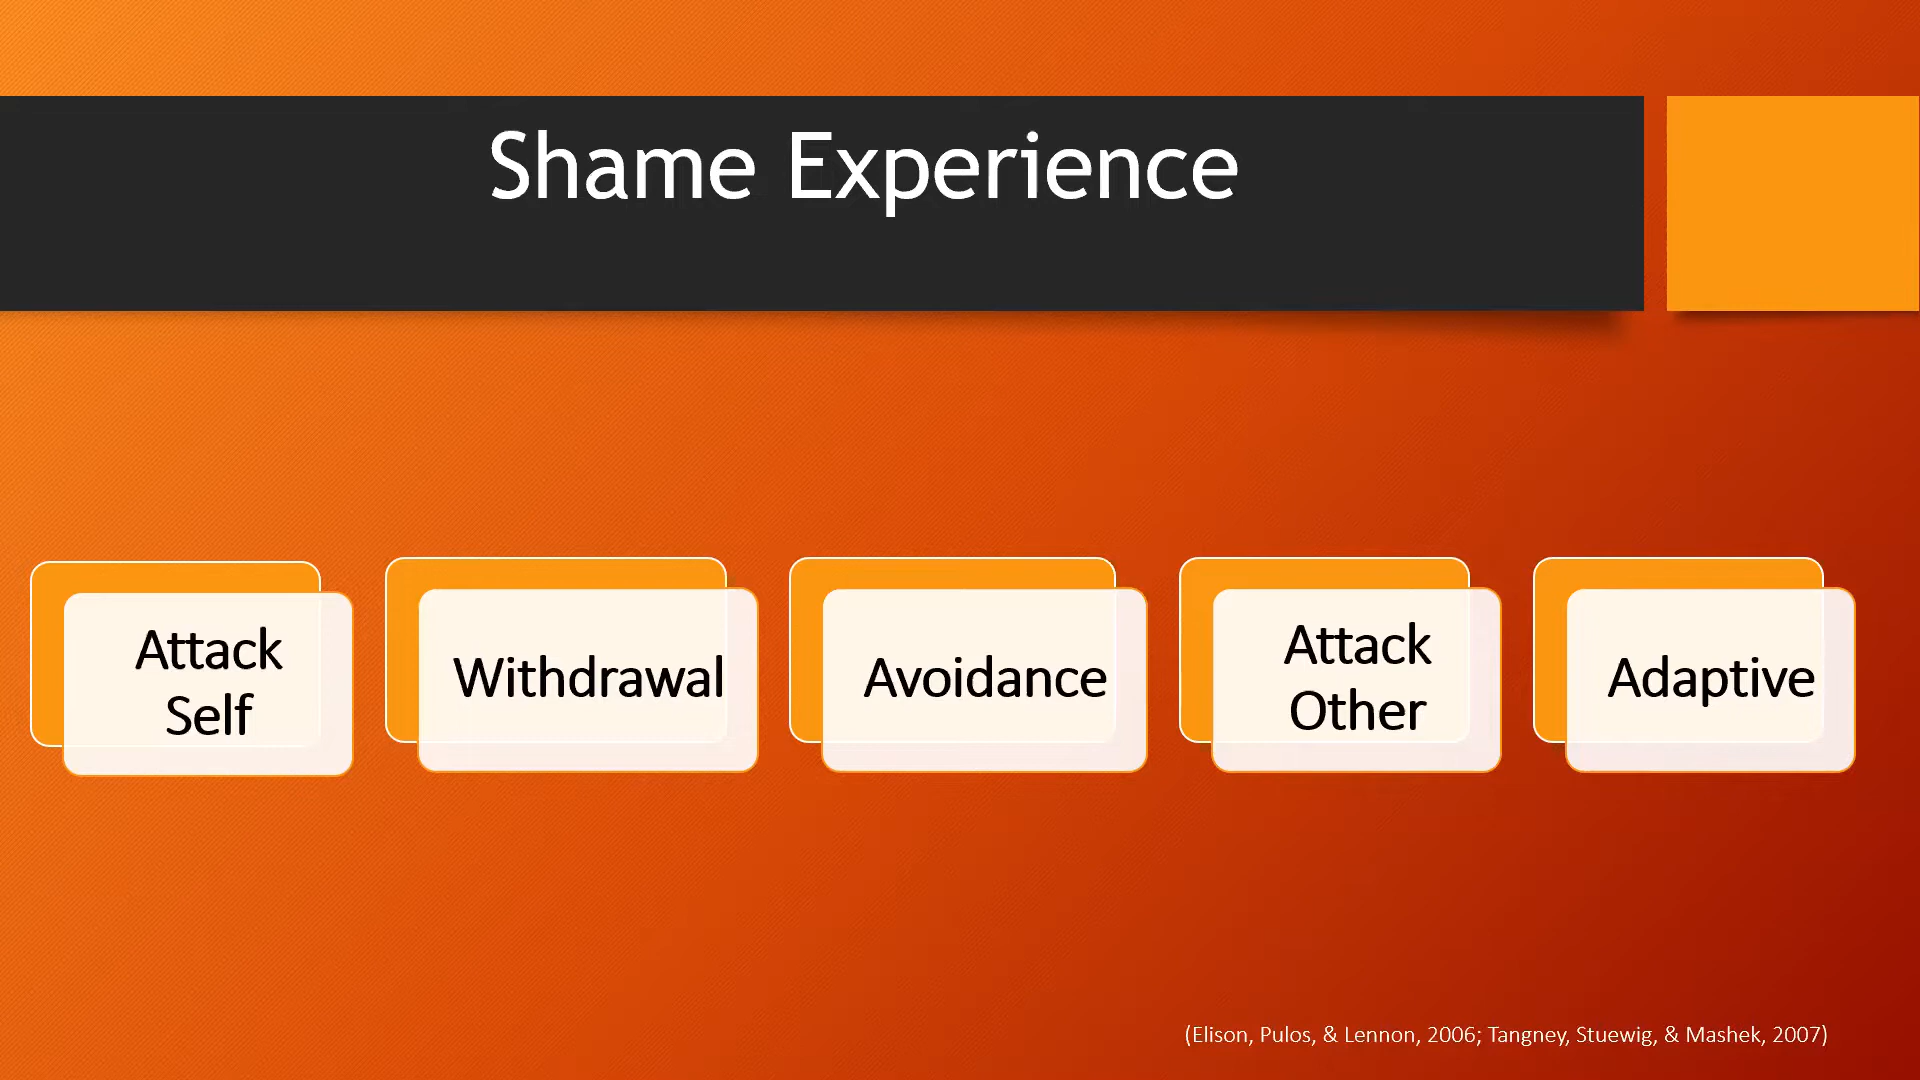 Shame Experience
Attack
Self
Withdrawal
Avoidance
Attack
Other
Adaptive
(Elison, Pulos, & Lennon, 2006; Tangney, Stuewig, & Mashek, 2007)